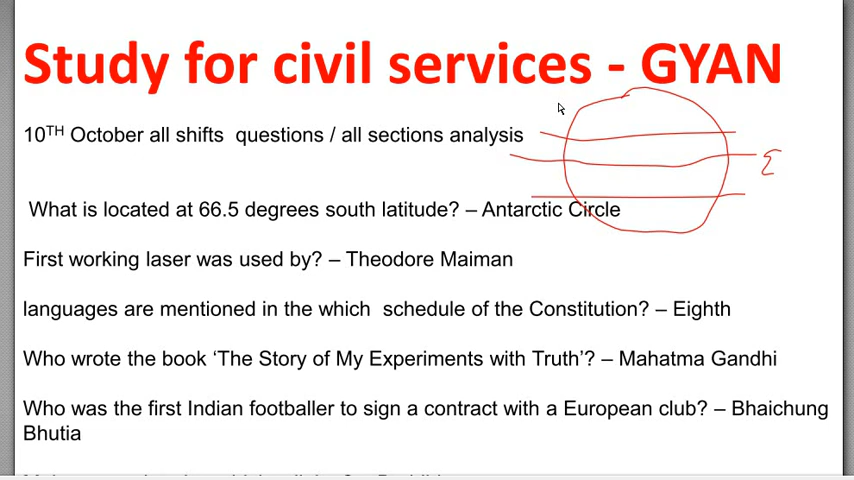 Study for civil services - GYAN
10TH October all shifts questions / all sections analysis
E
What is located at 66.5 degrees south latitude? – Antarctic Circle
First working laser was used by? – Theodore Maiman
languages are mentioned in the which schedule of the Constitution? – Eighth
Who wrote the book ‘The Story of My Experiments with Truth’? – Mahatma Gandhi
Who was the first Indian footballer to sign a contract with a European club? – Bhaichung
Bhutia